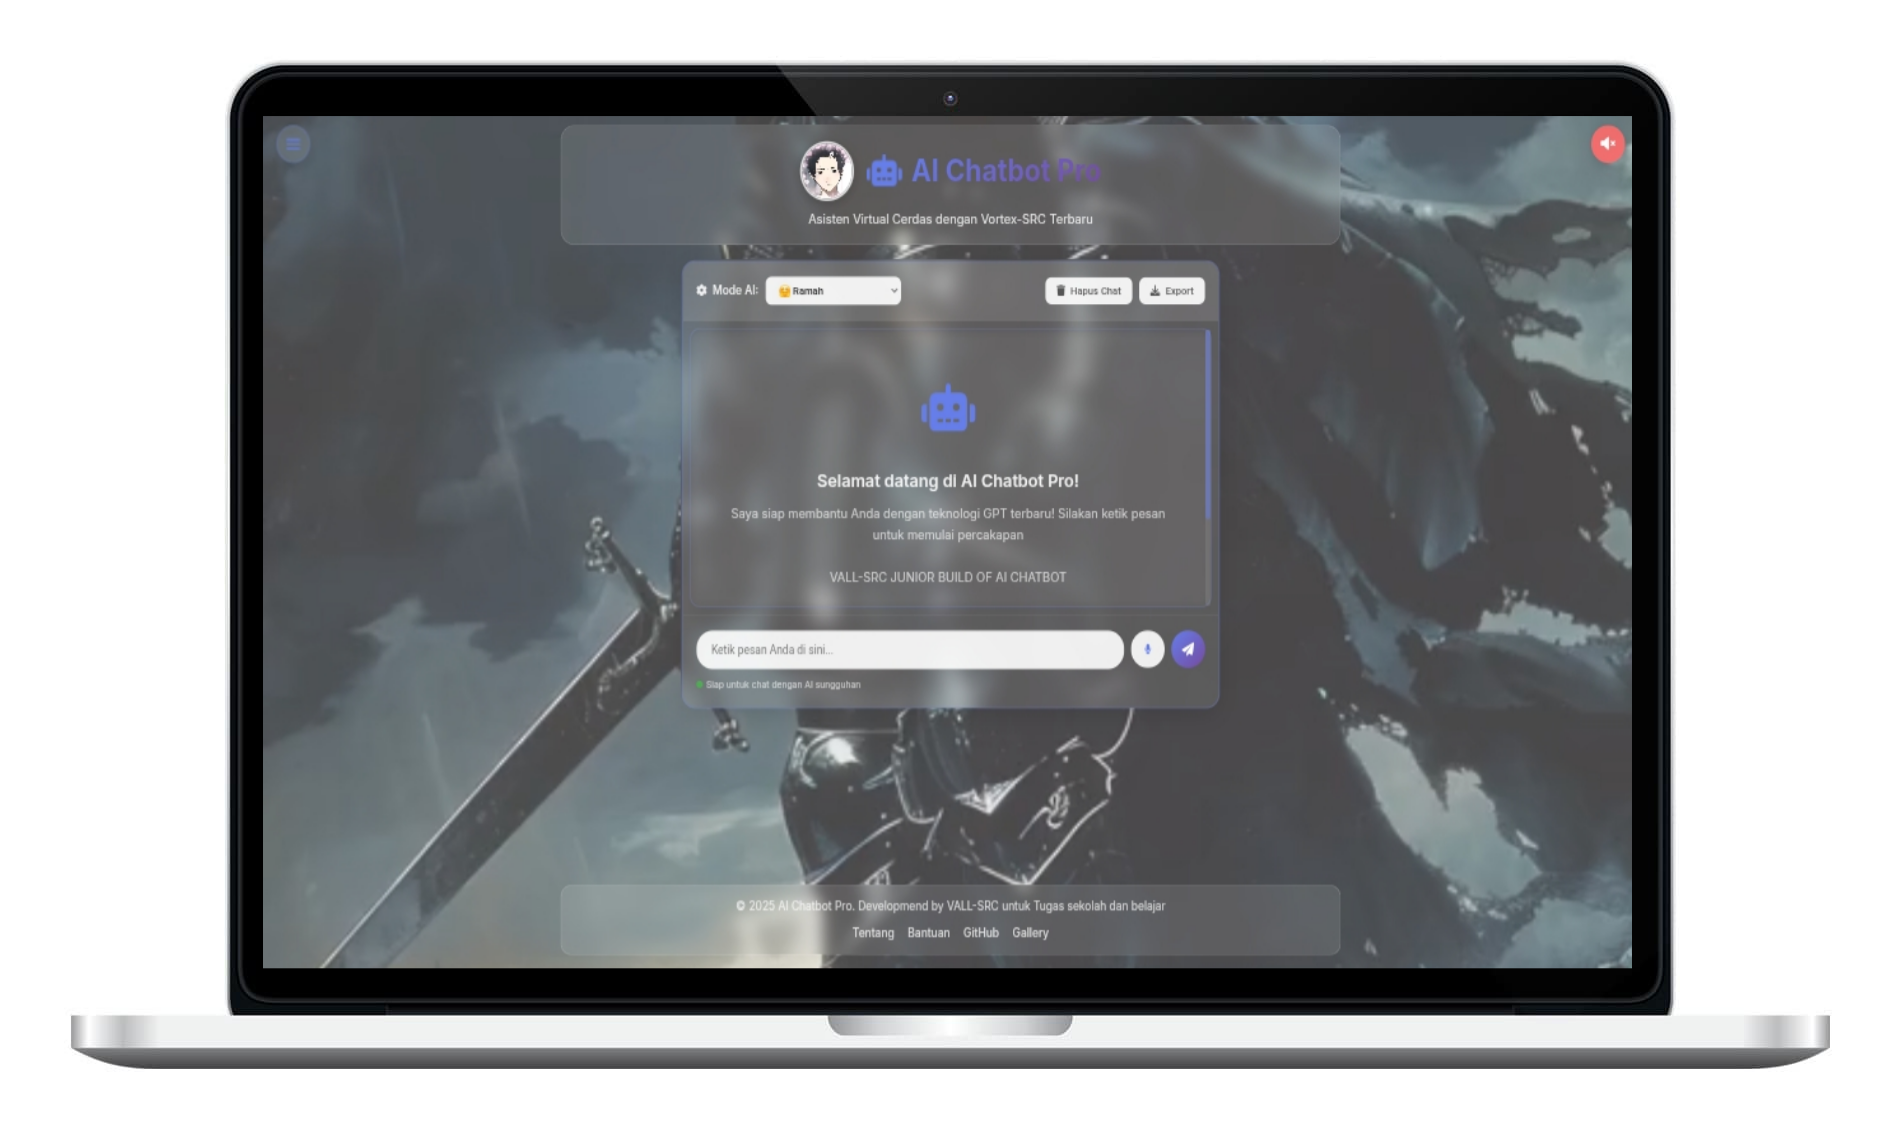 AI Chatbot Pro
Asisten Virtual Cerdas dengan Vortex-SRC Terbaru
Mode AI: Ramah Hapus Chat Export
Selamat datang di AI Chatbot Pro!
Saya siap membantu Anda dengan teknologi GPT terbaru! Silakan ketik pesan
untuk memulai percakapan
VALL-SRC JUNIOR BUILD OF AI CHATBOT
Ketik pesan Anda di sini...
Siap untuk chat dengan AI sungguhan
© 2025 AI Chatbot Pro. Developmend by VALL-SRC untuk Tugas sekolah dan belajar
Tentang Bantuan GitHub Gallery